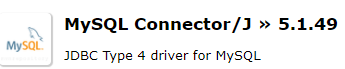 MySQL Connector/J » 5.1.49
MySQL
JDBC Type 4 driver for MySQL